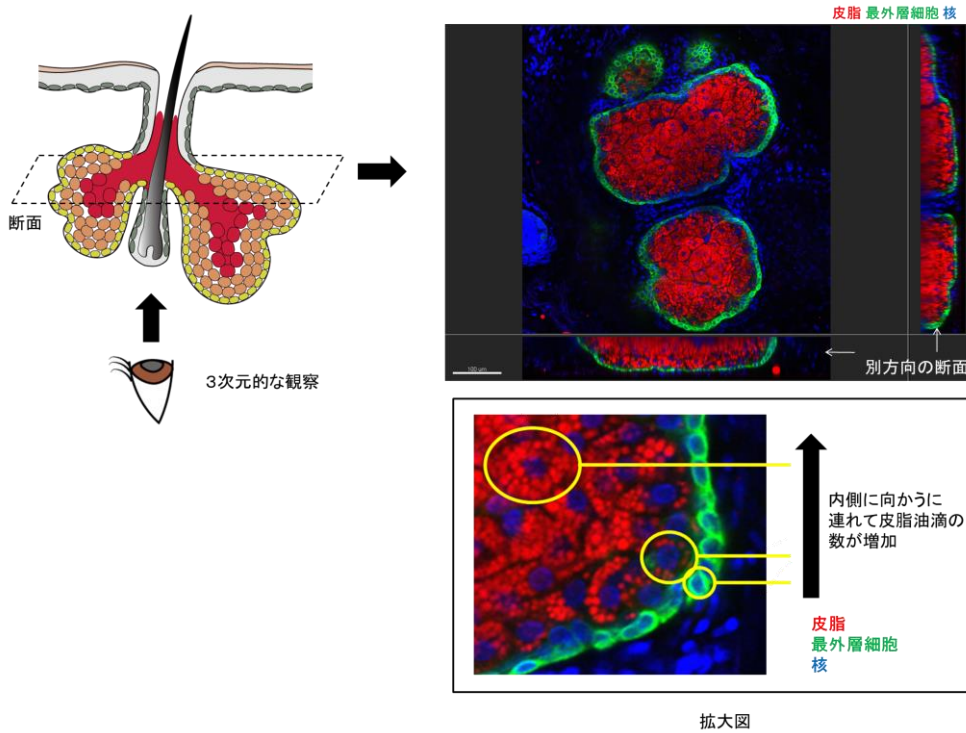 皮脂 最外層細胞 核
断面
3次元的な観察
100 μm
別方向の断面
内側に向かうに
連れて皮脂油滴の
数が増加
皮脂
最外層細胞
核
拡大図